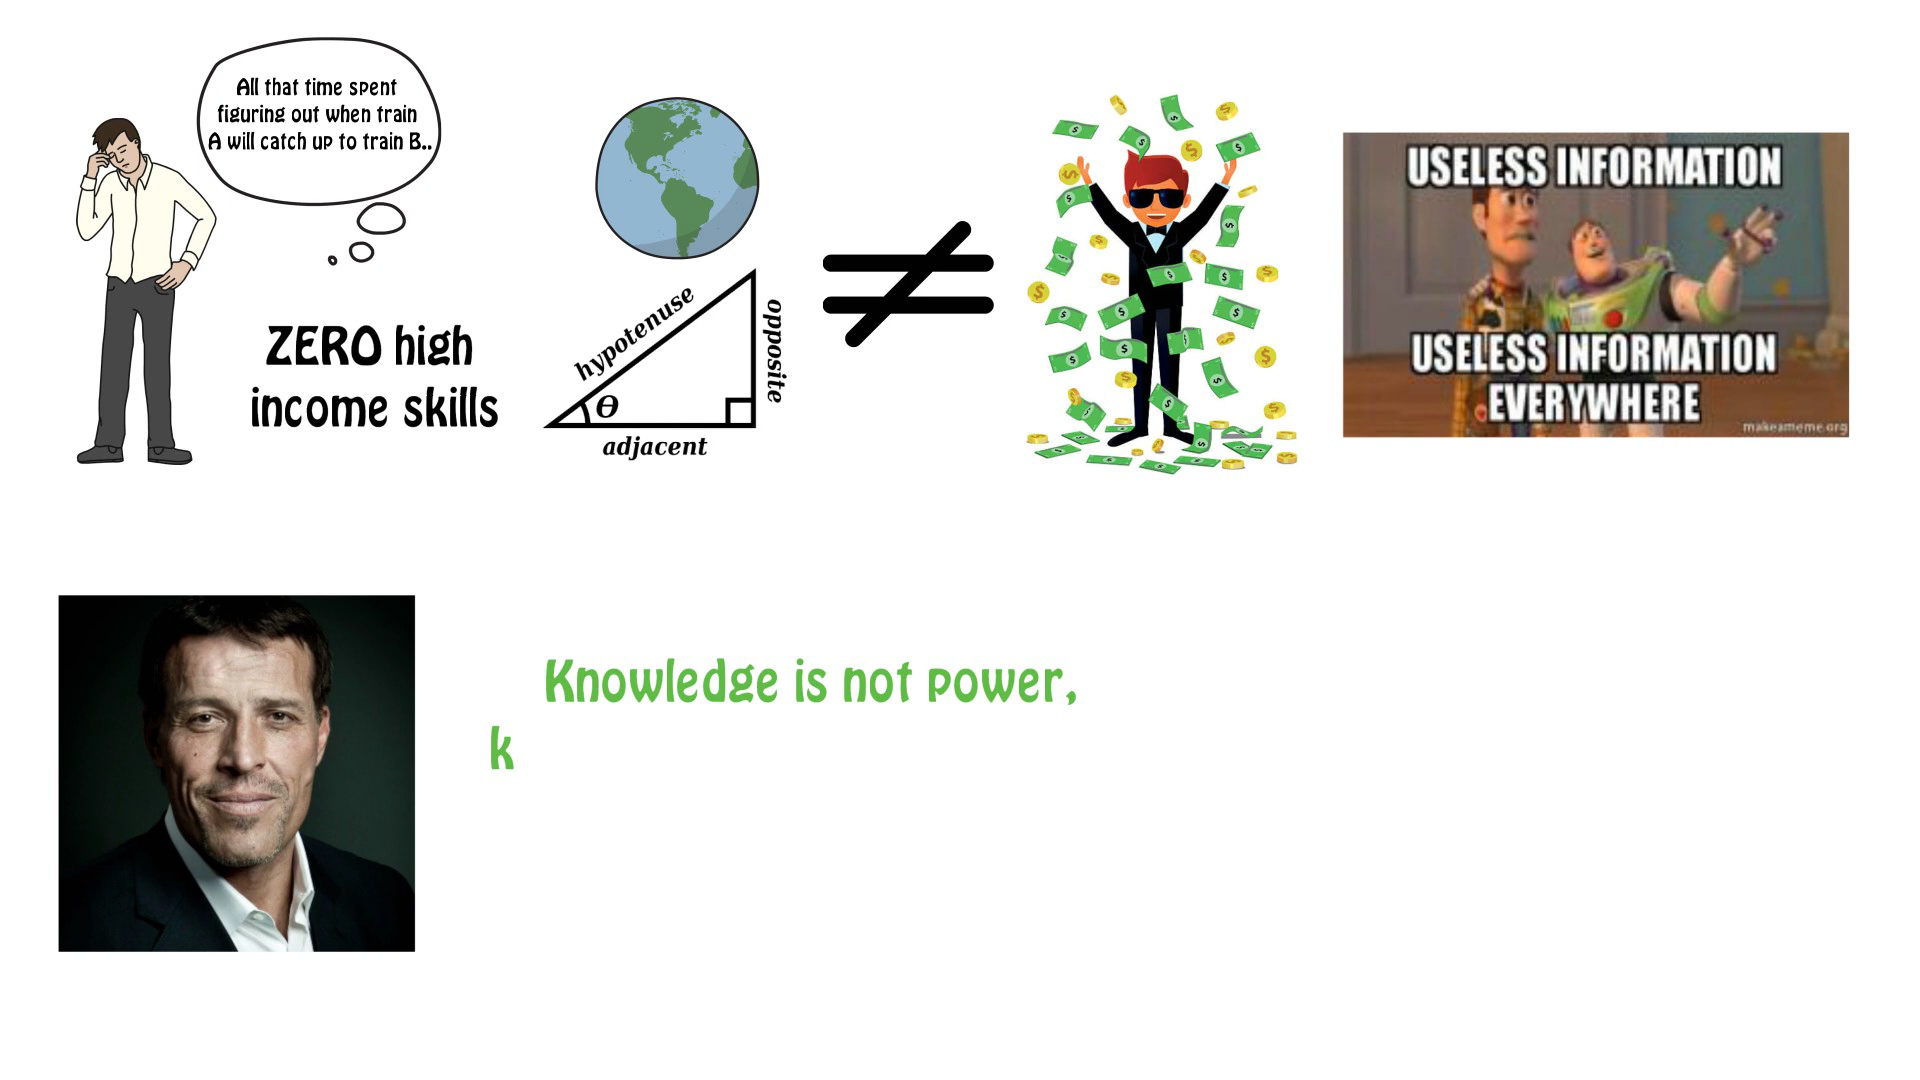 All that time spent
figuring out when train
A will catch up to train B..
ZERO high
income skills
hypotenuse
opposite
θ
adjacent
USELESS INFORMATION
USELESS INFORMATION
EVERYWHERE
makeameme.org
Knowledge is not power,
k